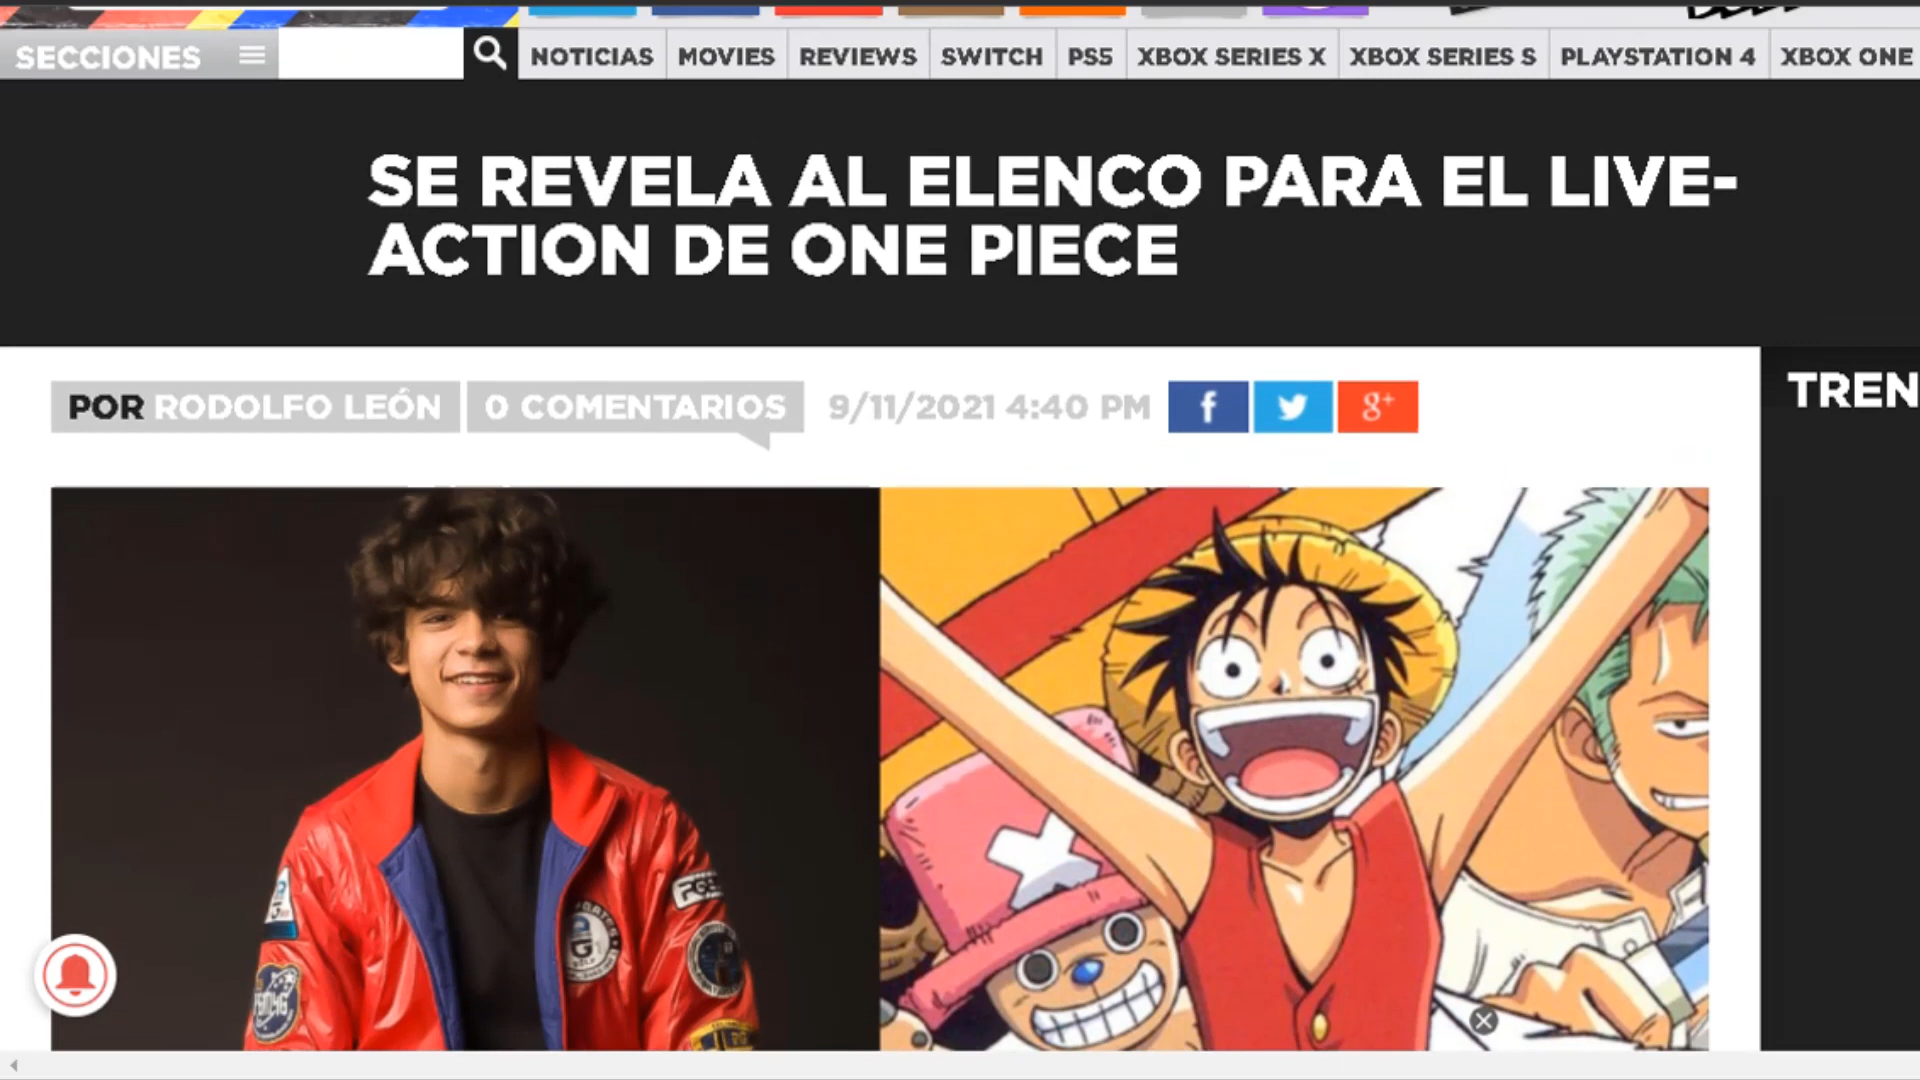 SECCIONES
NOTICIAS MOVIES REVIEWS SWITCH PS5 XBOX SERIES X XBOX SERIES S PLAYSTATION 4 XBOX ONE
SE REVELA AL ELENCO PARA EL LIVE-
ACTION DE ONE PIECE
POR RODOLFO LEÓN 0 COMENTARIOS 9/11/2021 4:40 PM f g+
TREN